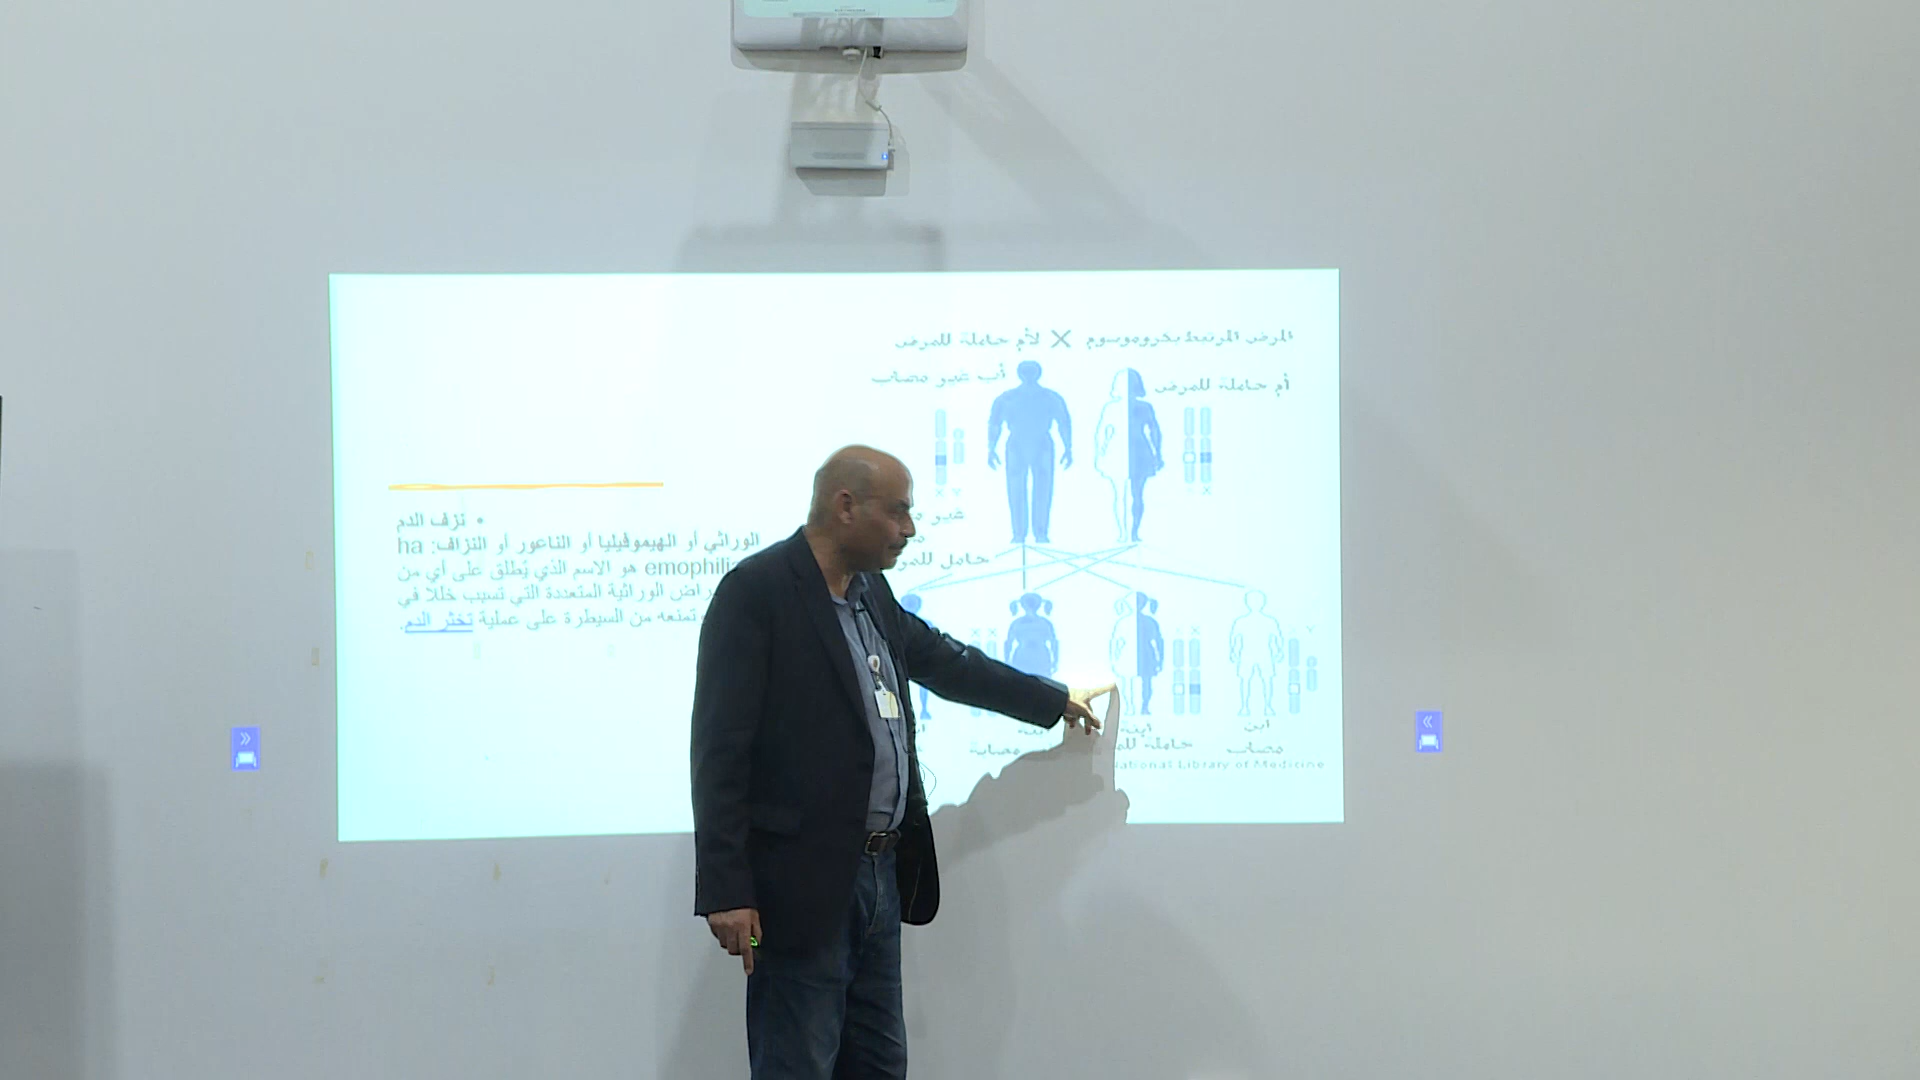 المرض المرتبط بكروموسوم X لأم حاملة للمرض
أب غير مصاب
أم حاملة للمرض
X
غير
حامل
• نزف الدم
الوراثي أو الهيموفيليا أو الناعور أو النزاف: ha
emophilia هو الاسم الذي يُطلق على أي من
الوراثية المتعددة التي تسبب خللا في
تمنعه من السيطرة على عملية تخثر الدم.
ابنة
حاملة
ابن
مصاب
National Library of Medicine